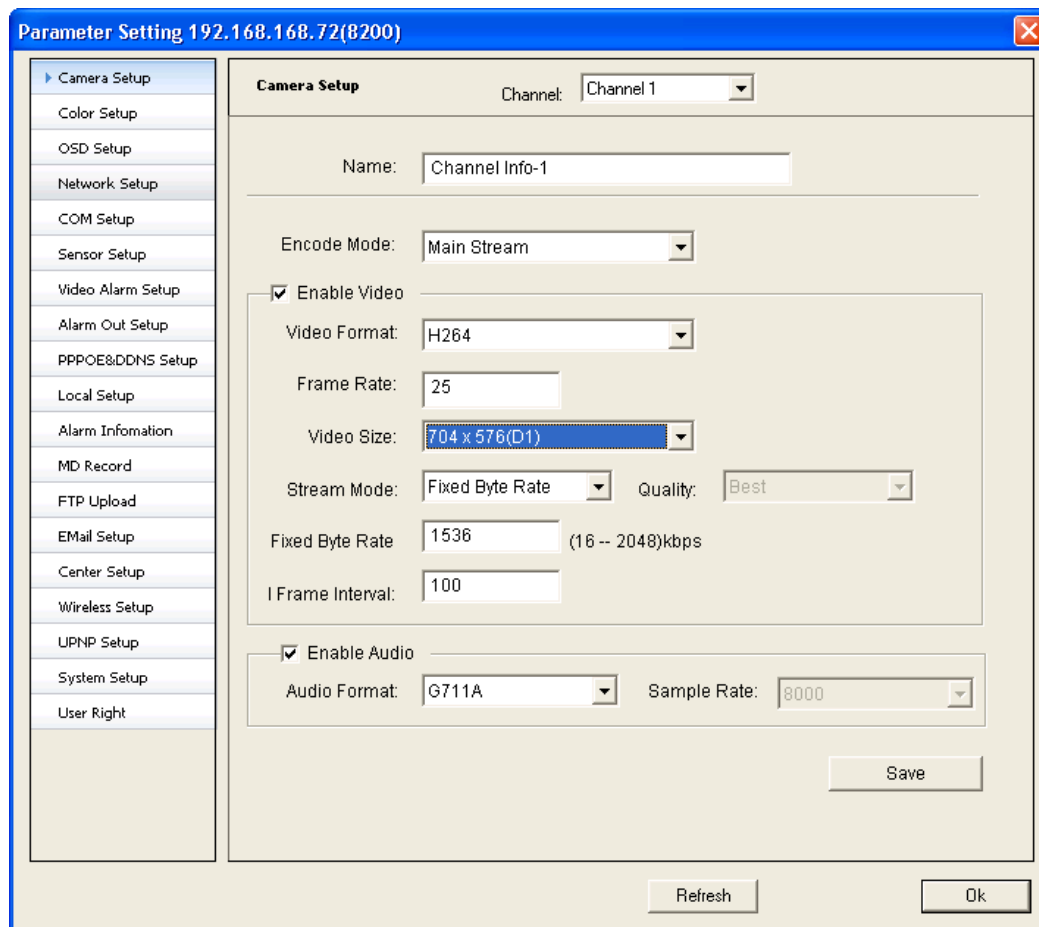 Parameter Setting 192.168.168.72(8200)
Camera Setup
Color Setup
OSD Setup
Network Setup
COM Setup
Sensor Setup
Video Alarm Setup
Alarm Out Setup
PPPOE&DDNS Setup
Local Setup
Alarm Infomation
MD Record
FTP Upload
EMail Setup
Center Setup
Wireless Setup
UPNP Setup
System Setup
User Right
Camera Setup Channel: Channel 1
Name: Channel Info-1
Encode Mode: Main Stream
Enable Video
Video Format: H264
Frame Rate: 25
Video Size: 704 x 576(D1)
Stream Mode: Fixed Byte Rate Quality: Best
Fixed Byte Rate 1536 (16 -- 2048)kbps
I Frame Interval: 100
Enable Audio
Audio Format: G711A Sample Rate: 8000
Save
Refresh Ok